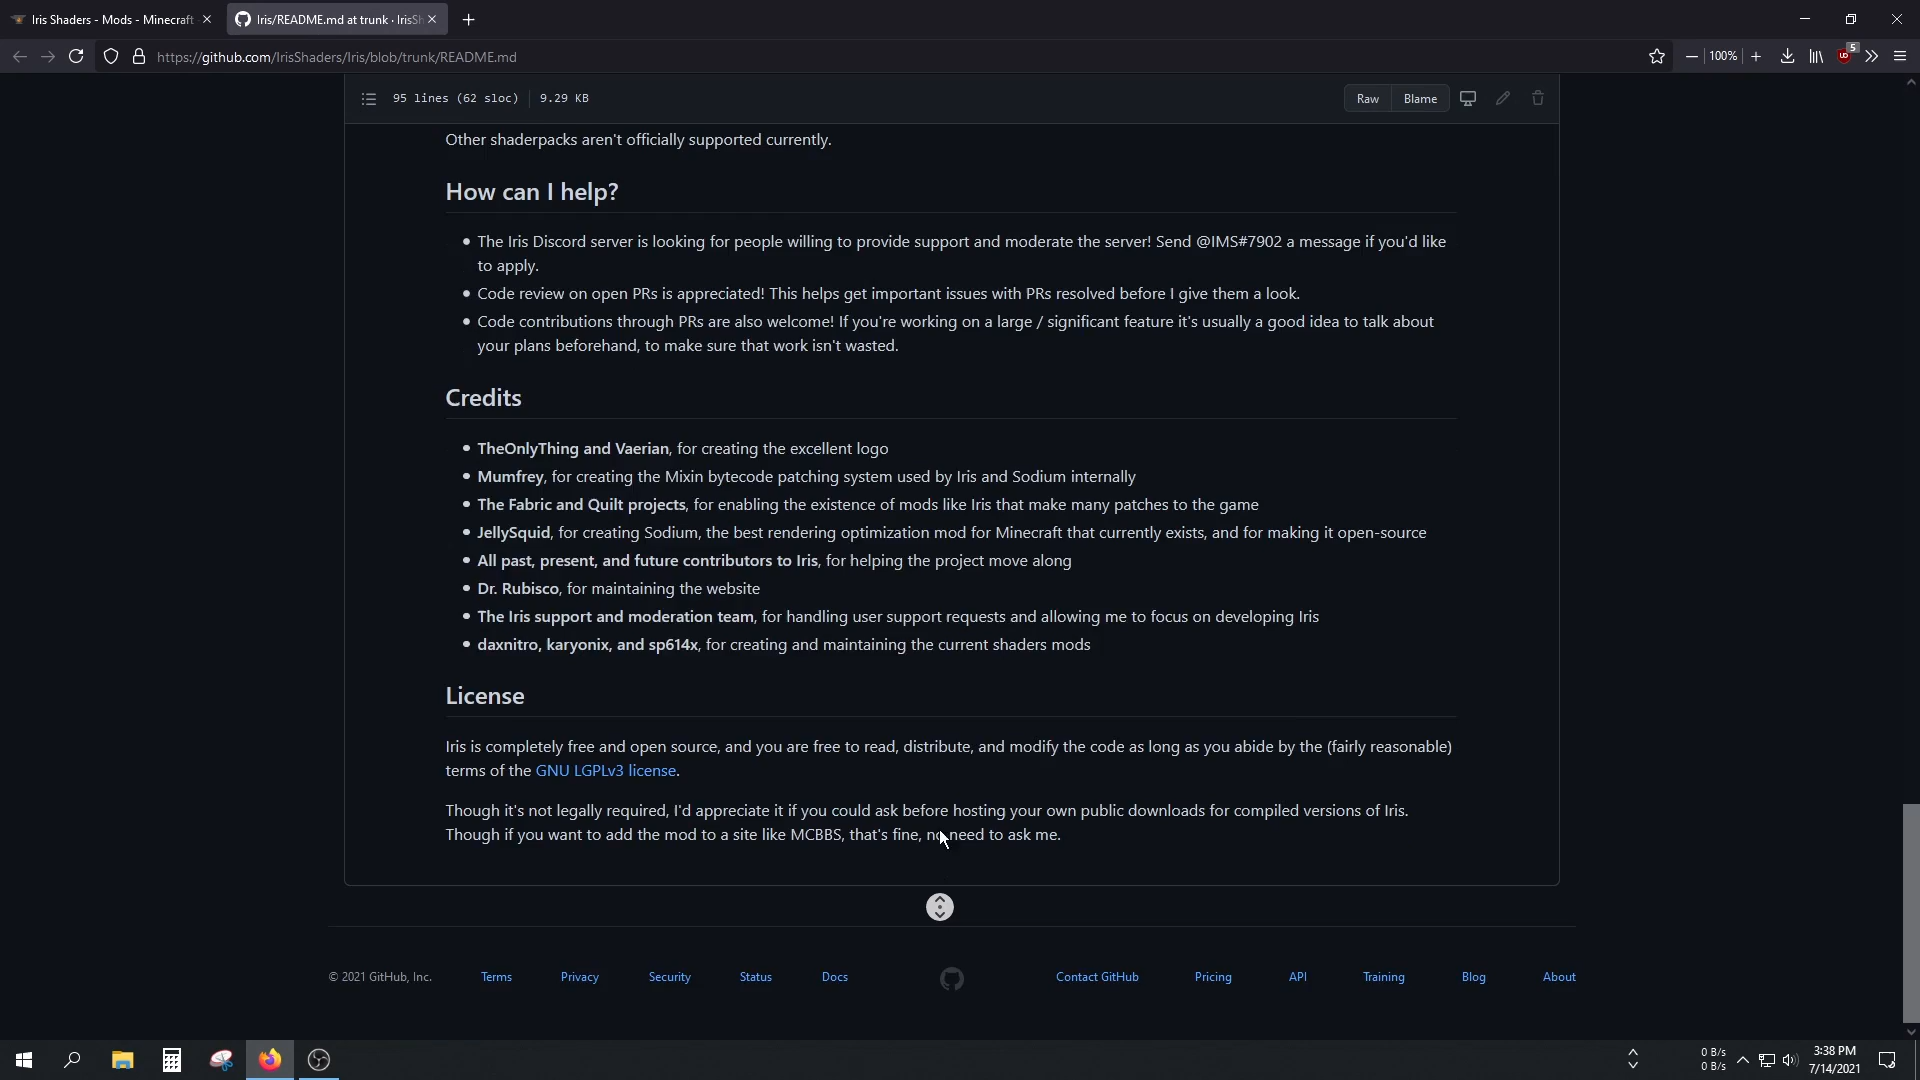 Iris Shaders - Mods - Minecraft
Iris/README.md at trunk · IrisSh
https://github.com/IrisShaders/Iris/blob/trunk/README.md
100%
5
95 lines (62 sloc)
9.29 KB
Raw
Blame
Other shaderpacks aren't officially supported currently.
How can I help?
• The Iris Discord server is looking for people willing to provide support and moderate the server! Send @IMS#7902 a message if you'd like
to apply.
• Code review on open PRs is appreciated! This helps get important issues with PRs resolved before I give them a look.
• Code contributions through PRs are also welcome! If you're working on a large / significant feature it's usually a good idea to talk about
your plans beforehand, to make sure that work isn't wasted.
Credits
• TheOnlyThing and Vaerian, for creating the excellent logo
• Mumfrey, for creating the Mixin bytecode patching system used by Iris and Sodium internally
• The Fabric and Quilt projects, for enabling the existence of mods like Iris that make many patches to the game
• JellySquid, for creating Sodium, the best rendering optimization mod for Minecraft that currently exists, and for making it open-source
• All past, present, and future contributors to Iris, for helping the project move along
• Dr. Rubisco, for maintaining the website
• The Iris support and moderation team, for handling user support requests and allowing me to focus on developing Iris
• daxnitro, karyonix, and sp614x, for creating and maintaining the current shaders mods
License
Iris is completely free and open source, and you are free to read, distribute, and modify the code as long as you abide by the (fairly reasonable)
terms of the GNU LGPLv3 license.
Though it's not legally required, I'd appreciate it if you could ask before hosting your own public downloads for compiled versions of Iris.
Though if you want to add the mod to a site like MCBBS, that's fine, no need to ask me.
© 2021 GitHub, Inc.
Terms
Privacy
Security
Status
Docs
Contact GitHub
Pricing
API
Training
Blog
About
0 B/s
0 B/s
3:38 PM
7/14/2021